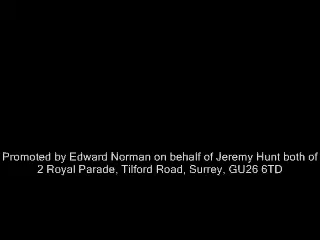 Promoted by Edward Norman on behalf of Jeremy Hunt both of
2 Royal Parade, Tilford Road, Surrey, GU26 6TD